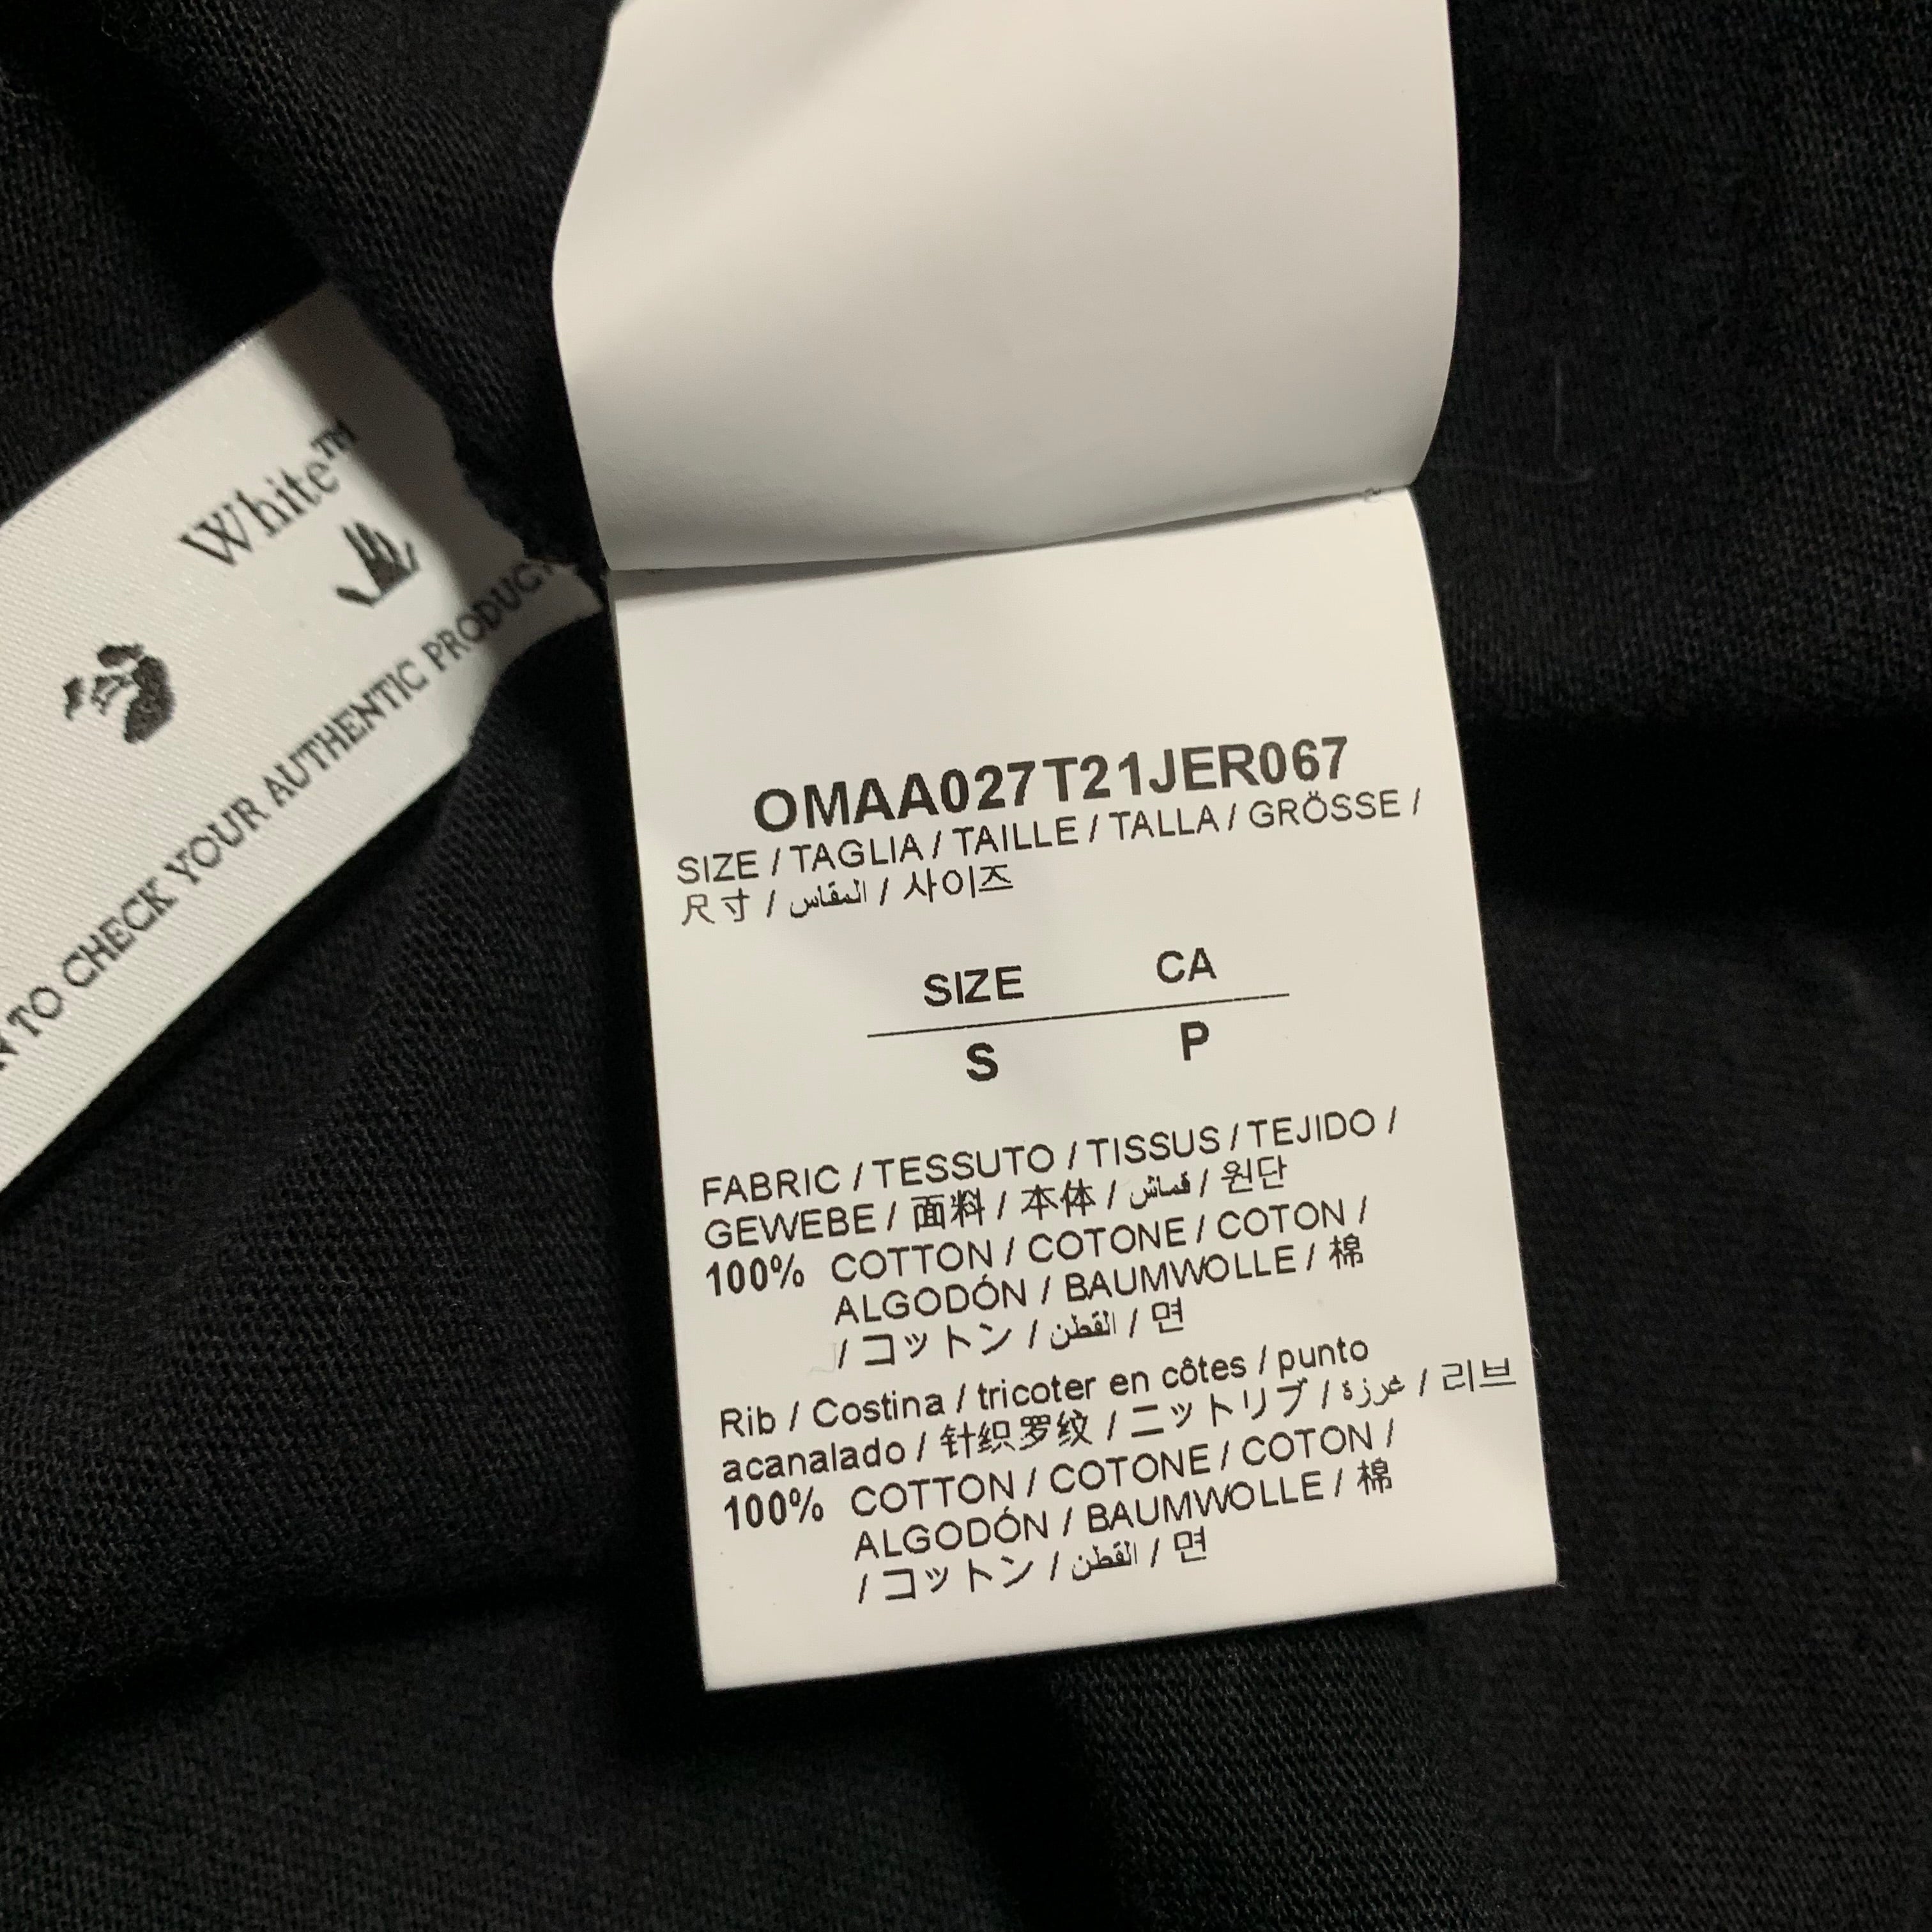 White™
N TO CHECK YOUR AUTHENTIC PRODUCT
OMAA027T21JER067
SIZE / TAGLIA / TAILLE / TALLA / GRÖSSE /
尺寸 / المقاس / 사이즈
SIZE CA
S P
FABRIC / TESSUTO / TISSUS / TEJIDO /
GEWEBE / 面料 / 本体 / قماش / 원단
100% COTTON / COTONE / COTON /
ALGODÓN / BAUMWOLLE / 棉
/ コットン / القطن / 면
Rib / Costina / tricoter en côtes / punto
acanalado / 针织罗纹 / ニットリブ / غرزة / 리브
100% COTTON / COTONE / COTON /
ALGODÓN / BAUMWOLLE / 棉
/ コットン / القطن / 면